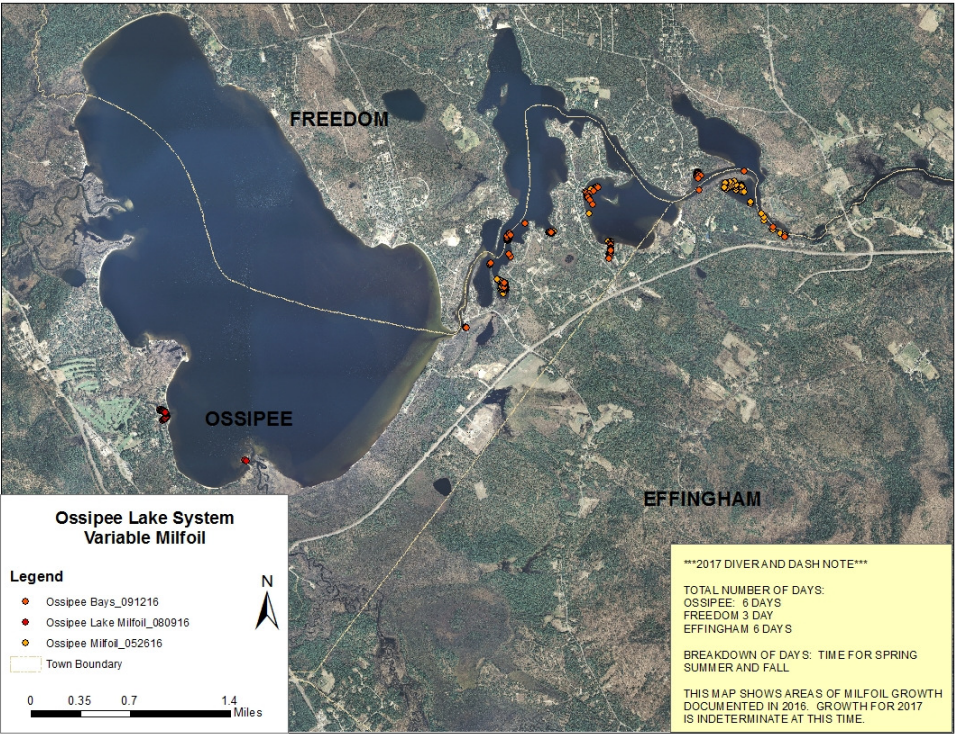 FREEDOM
OSSIPEE
EFFINGHAM
Ossipee Lake System
Variable Milfoil
Legend
Ossipee Bays_091216
Ossipee Lake Milfoil_080916
Ossipee Milfoil_052616
Town Boundary
N
0 0.35 0.7 1.4
Miles
***2017 DIVER AND DASH NOTE***
TOTAL NUMBER OF DAYS:
OSSIPEE: 6 DAYS
FREEDOM 3 DAY
EFFINGHAM 6 DAYS
BREAKDOWN OF DAYS: TIME FOR SPRING
SUMMER AND FALL
THIS MAP SHOWS AREAS OF MILFOIL GROWTH
DOCUMENTED IN 2016. GROWTH FOR 2017
IS INDETERMINATE AT THIS TIME.